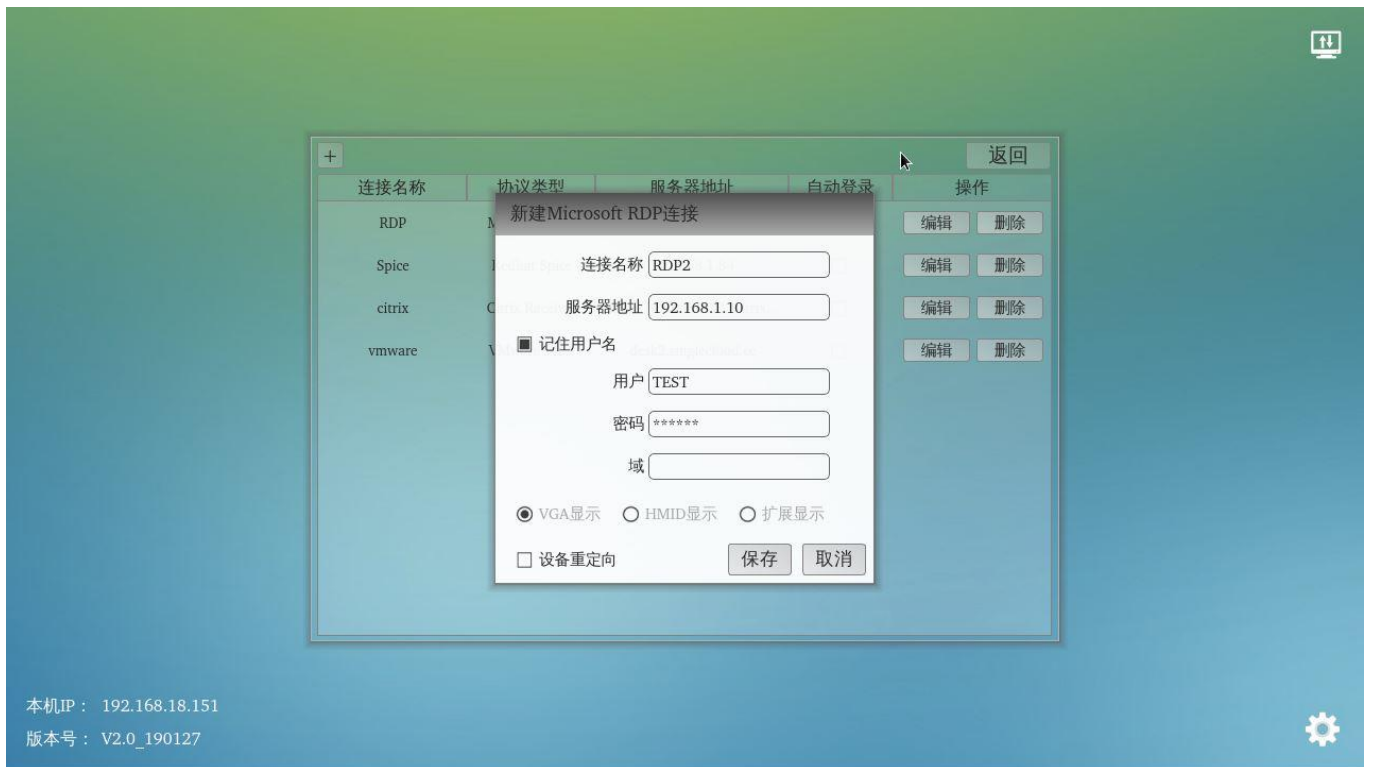 + 返回
连接名称 协议类型 服务器地址 自动登录 操作
新建Microsoft RDP连接
RDP 编辑 删除
连接名称 RDP2
Spice 编辑 删除
服务器地址 192.168.1.10
citrix 编辑 删除
记住用户名
vmware 编辑 删除
用户 TEST
密码 ******
域
VGA显示 HMID显示 扩展显示
设备重定向 保存 取消
本机IP： 192.168.18.151
版本号： V2.0_190127